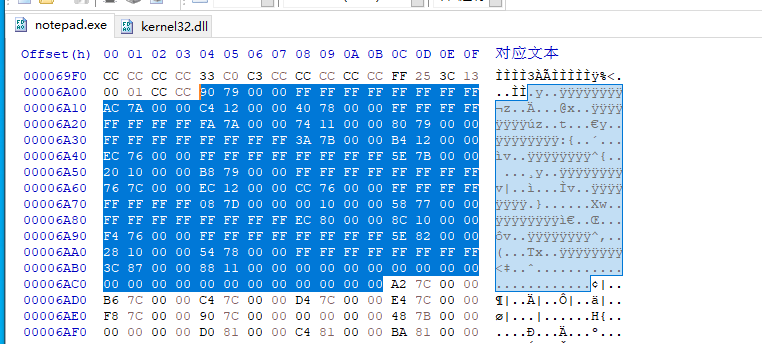 notepad.exe kernel32.dll
Offset(h) 00 01 02 03 04 05 06 07 08 09 0A 0B 0C 0D 0E 0F 对应文本
000069F0 CC CC CC CC 33 C0 C3 CC CC CC CC CC FF 25 3C 13 ÌÌÌÌ3ÀÃÌÌÌÌÌÿ%<.
00006A00 00 01 CC CC 90 79 00 00 FF FF FF FF FF FF FF FF ..ÌÌ.y..ÿÿÿÿÿÿÿÿ
00006A10 AC 7A 00 00 C4 12 00 00 40 78 00 00 FF FF FF FF ¬z..Ä...@x..ÿÿÿÿ
00006A20 FF FF FF FF FA 7A 00 00 74 11 00 00 80 79 00 00 ÿÿÿÿúz..t...€y..
00006A30 FF FF FF FF FF FF FF FF 3A 7B 00 00 B4 12 00 00 ÿÿÿÿÿÿÿÿ:{..´...
00006A40 EC 76 00 00 FF FF FF FF FF FF FF FF 5E 7B 00 00 ìv..ÿÿÿÿÿÿÿÿ^{..
00006A50 20 10 00 00 B8 79 00 00 FF FF FF FF FF FF FF FF  ...¸y..ÿÿÿÿÿÿÿÿ
00006A60 76 7C 00 00 EC 12 00 00 CC 76 00 00 FF FF FF FF v|..ì...Ìv..ÿÿÿÿ
00006A70 FF FF FF FF 08 7D 00 00 00 10 00 00 58 77 00 00 ÿÿÿÿ.}......Xw..
00006A80 FF FF FF FF FF FF FF FF EC 80 00 00 8C 10 00 00 ÿÿÿÿÿÿÿÿì€..Œ...
00006A90 F4 76 00 00 FF FF FF FF FF FF FF FF 5E 82 00 00 ôv..ÿÿÿÿÿÿÿÿ^‚..
00006AA0 28 10 00 00 54 78 00 00 FF FF FF FF FF FF FF FF (...Tx..ÿÿÿÿÿÿÿÿ
00006AB0 3C 87 00 00 88 11 00 00 00 00 00 00 00 00 00 00 <‡..ˆ...........
00006AC0 00 00 00 00 00 00 00 00 00 00 00 00 A2 7C 00 00 ............¢|..
00006AD0 B6 7C 00 00 C4 7C 00 00 D4 7C 00 00 E4 7C 00 00 ¶|..Ä|..Ô|..ä|..
00006AE0 F8 7C 00 00 90 7C 00 00 00 00 00 00 48 7B 00 00 ø|...|......H{..
00006AF0 00 00 00 00 D0 81 00 00 C4 81 00 00 BA 81 00 00 ....Ð...Ä...º...